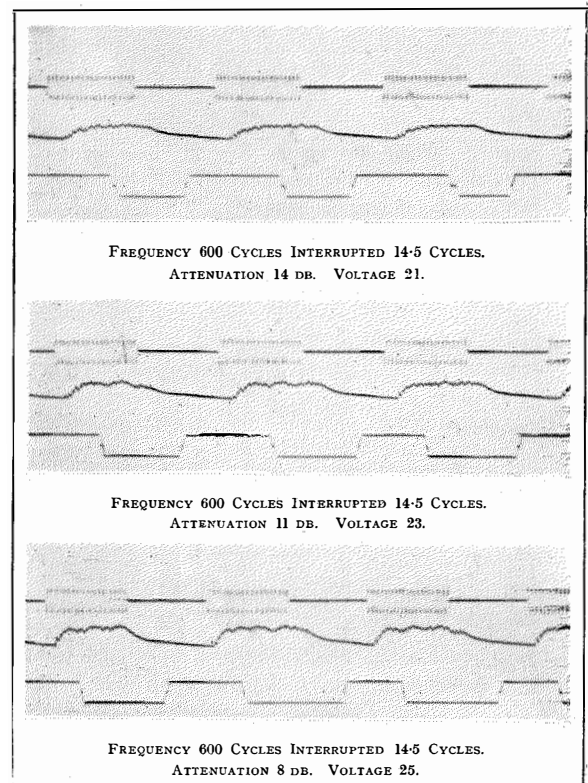 Frequency 600 Cycles Interrupted 14·5 Cycles.
Attenuation 14 db. Voltage 21.
Frequency 600 Cycles Interrupted 14·5 Cycles.
Attenuation 11 db. Voltage 23.
Frequency 600 Cycles Interrupted 14·5 Cycles.
Attenuation 8 db. Voltage 25.